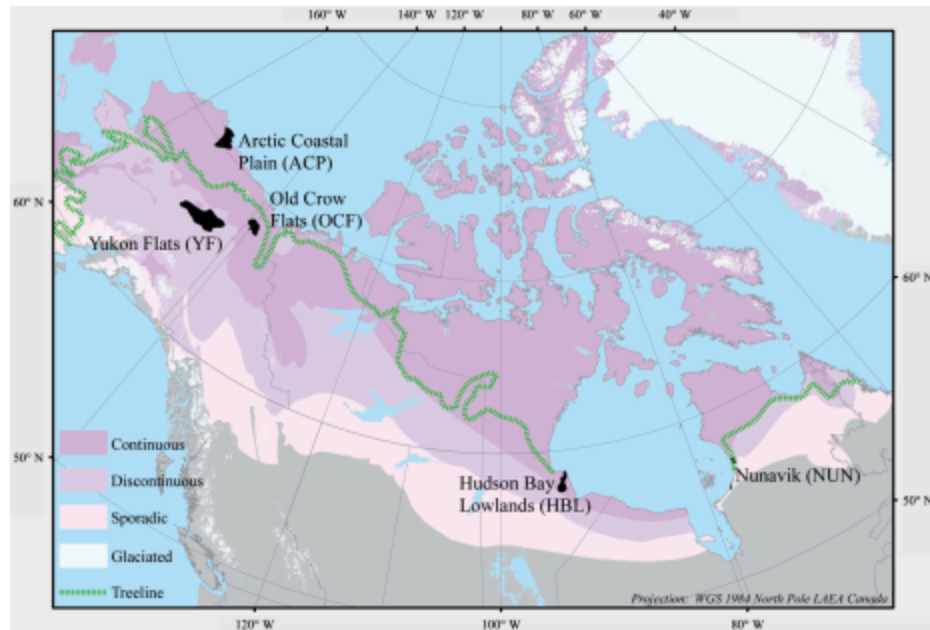 160° W 140° W 120° W 100° W 80° W 60° W 40° W
Arctic Coastal
Plain (ACP)
Old Crow
Flats (OCF)
60° N
Yukon Flats (YF)
60° N
Continuous
50° N
Discontinuous
Nunavik (NUN)
Hudson Bay
Lowlands (HBL)
50° N
Sporadic
Glaciated
Treeline
Projection: WGS 1984 North Pole LAEA Canada
120° W 100° W 80° W